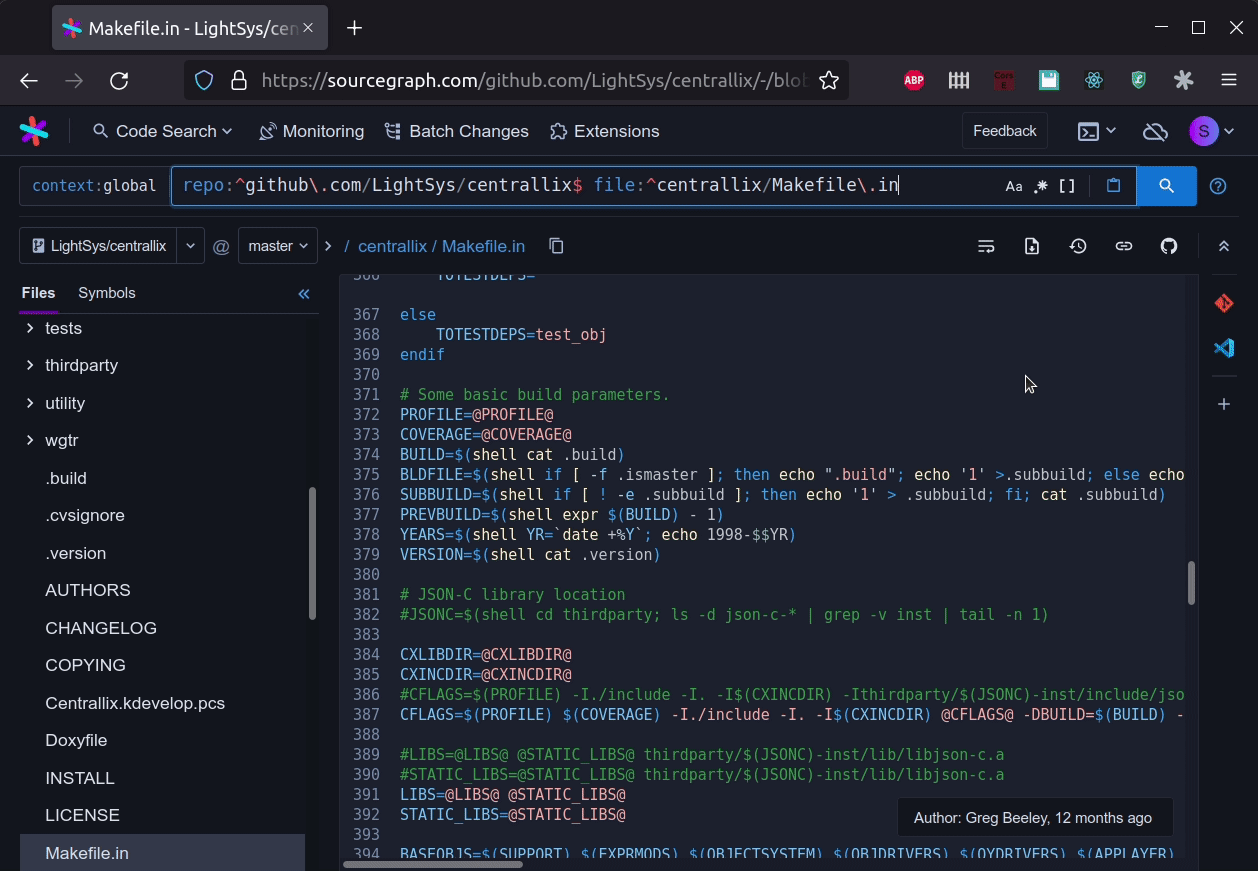 Makefile.in - LightSys/cen
https://sourcegraph.com/github.com/LightSys/centrallix/-/blob
ABP
Code Search
Monitoring
Batch Changes
Extensions
Feedback
S
context:global
repo:^github\.com/LightSys/centrallix$ file:^centrallix/Makefile\.in
Aa .* []
LightSys/centrallix
@
master
/ centrallix / Makefile.in
Files
Symbols
tests
thirdparty
utility
wgtr
.build
.cvsignore
.version
AUTHORS
CHANGELOG
COPYING
Centrallix.kdevelop.pcs
Doxyfile
INSTALL
LICENSE
Makefile.in
366 TOTESTDEPS=
367 else
368 TOTESTDEPS=test_obj
369 endif
370
371 # Some basic build parameters.
372 PROFILE=@PROFILE@
373 COVERAGE=@COVERAGE@
374 BUILD=$(shell cat .build)
375 BLDFILE=$(shell if [ -f .ismaster ]; then echo ".build"; echo '1' >.subbuild; else echo
376 SUBBUILD=$(shell if [ ! -e .subbuild ]; then echo '1' > .subbuild; fi; cat .subbuild)
377 PREVBUILD=$(shell expr $(BUILD) - 1)
378 YEARS=$(shell YR=`date +%Y`; echo 1998-$$YR)
379 VERSION=$(shell cat .version)
380
381 # JSON-C library location
382 #JSONC=$(shell cd thirdparty; ls -d json-c-* | grep -v inst | tail -n 1)
383
384 CXLIBDIR=@CXLIBDIR@
385 CXINCDIR=@CXINCDIR@
386 #CFLAGS=$(PROFILE) -I./include -I. -I$(CXINCDIR) -Ithirdparty/$(JSONC)-inst/include/jso
387 CFLAGS=$(PROFILE) $(COVERAGE) -I./include -I. -I$(CXINCDIR) @CFLAGS@ -DBUILD=$(BUILD) -
388
389 #LIBS=@LIBS@ @STATIC_LIBS@ thirdparty/$(JSONC)-inst/lib/libjson-c.a
390 #STATIC_LIBS=@STATIC_LIBS@ thirdparty/$(JSONC)-inst/lib/libjson-c.a
391 LIBS=@LIBS@ @STATIC_LIBS@
392 STATIC_LIBS=@STATIC_LIBS@
393
394 BASEOBJS=$(SUPPORT) $(EXPRMODS) $(OBJECTSYSTEM) $(OBJDRIVERS) $(QYDRIVERS) $(APPLAYER)
Author: Greg Beeley, 12 months ago